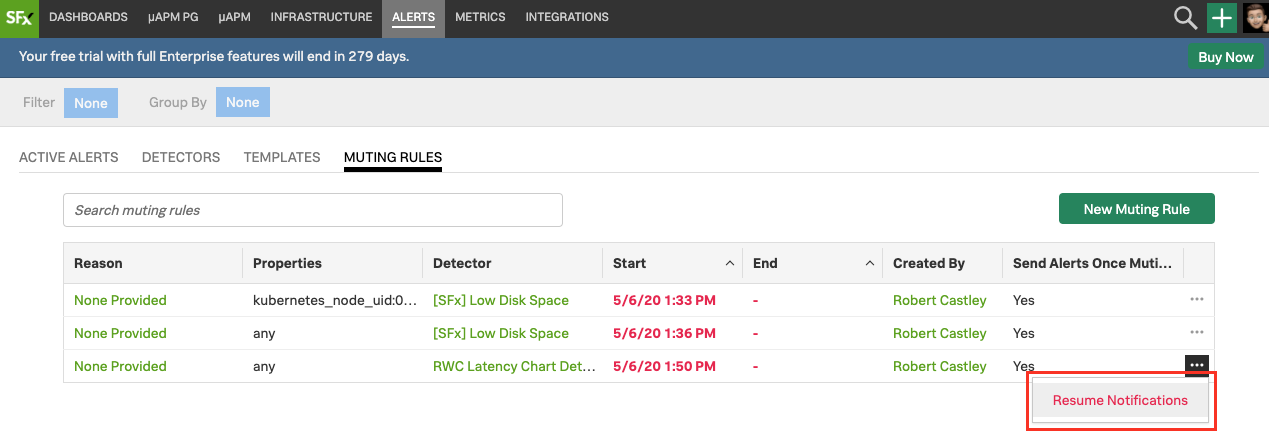 SFx DASHBOARDS µAPM PG µAPM INFRASTRUCTURE ALERTS METRICS INTEGRATIONS
Your free trial with full Enterprise features will end in 279 days. Buy Now
Filter None Group By None
ACTIVE ALERTS DETECTORS TEMPLATES MUTING RULES
Search muting rules New Muting Rule
Reason Properties Detector Start End Created By Send Alerts Once Muti...
None Provided kubernetes_node_uid:0... [SFx] Low Disk Space 5/6/20 1:33 PM - Robert Castley Yes ...
None Provided any [SFx] Low Disk Space 5/6/20 1:36 PM - Robert Castley Yes ...
None Provided any RWC Latency Chart Det... 5/6/20 1:50 PM - Robert Castley Yes ...
Resume Notifications